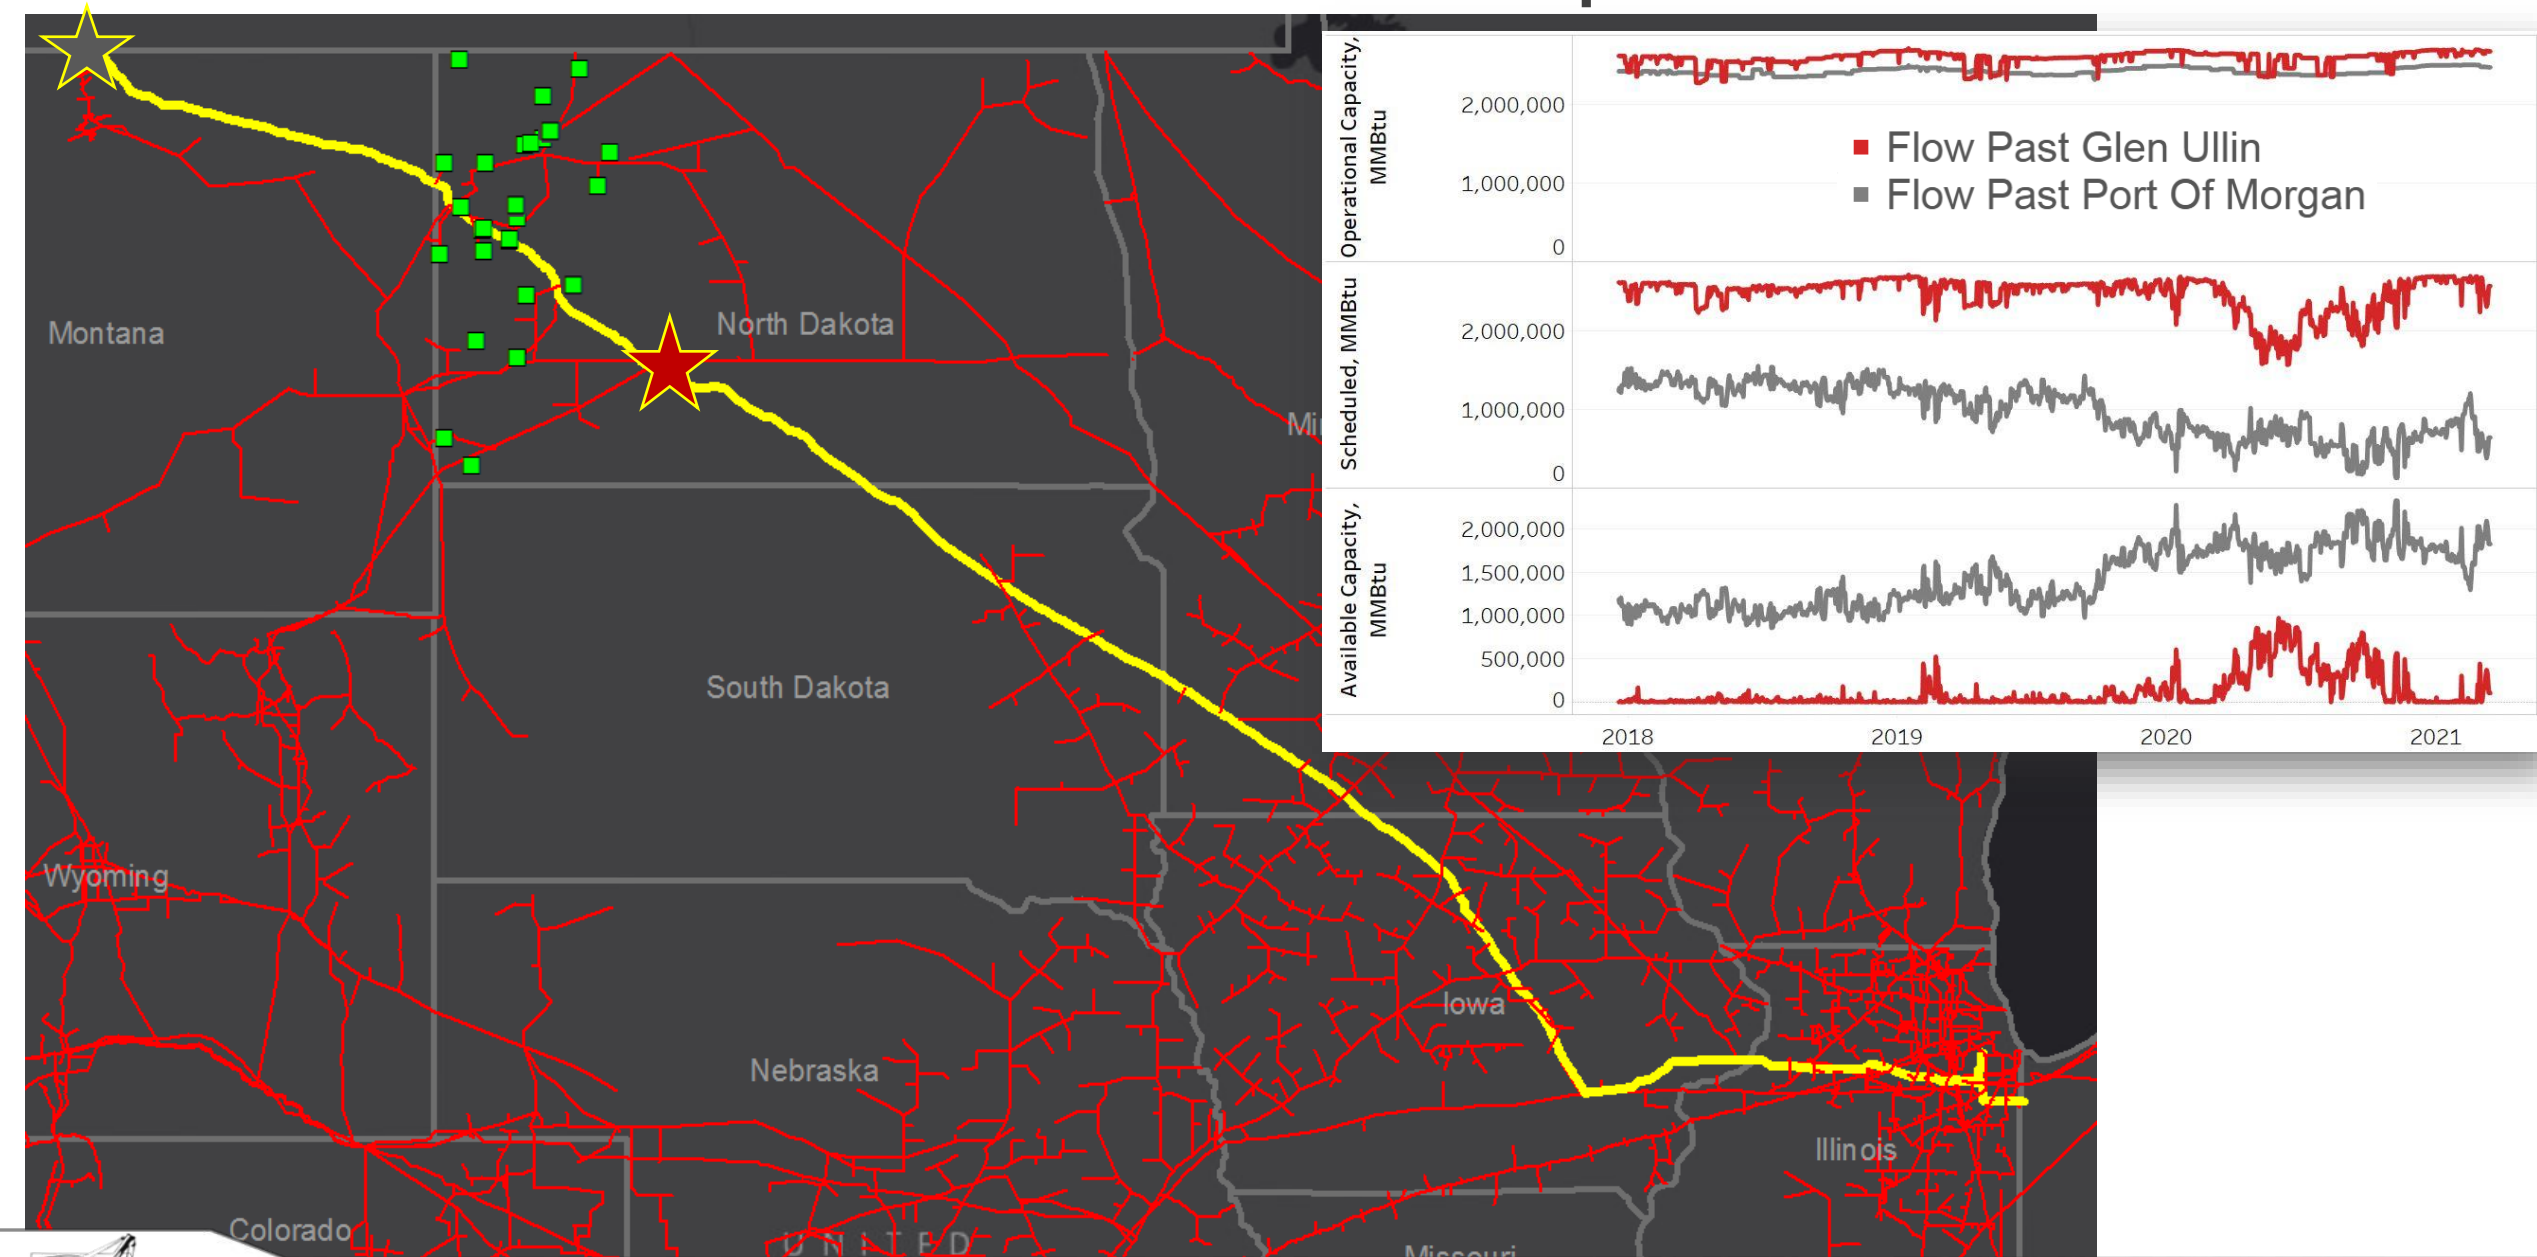 Operational Capacity,
MMBtu
2,000,000
1,000,000
0
Flow Past Glen Ullin
Flow Past Port Of Morgan
Scheduled, MMBtu
2,000,000
1,000,000
0
Available Capacity,
MMBtu
2,000,000
1,500,000
1,000,000
500,000
0
2018
2019
2020
2021
Montana
North Dakota
South Dakota
Wyoming
Iowa
Nebraska
Illinois
Colorado
UNITED
Missouri